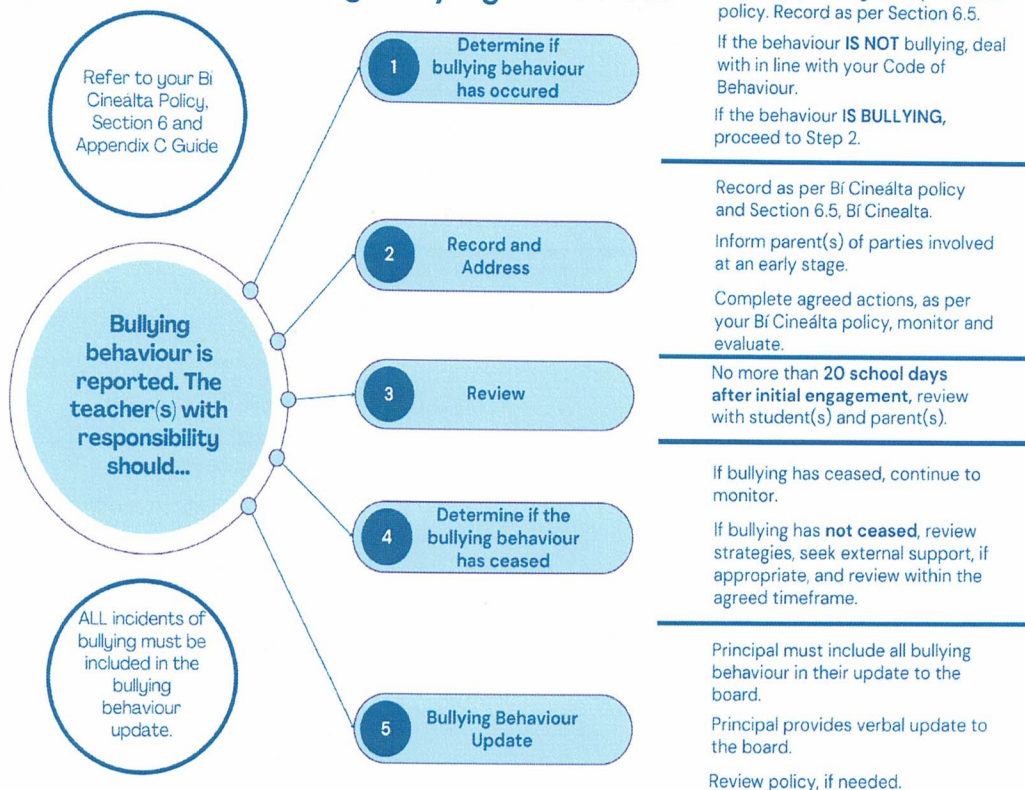 policy. Record as per Section 6.5.
Refer to your Bí
Cineálta Policy,
Section 6 and
Appendix C Guide
1
Determine if
bullying behaviour
has occured
If the behaviour IS NOT bullying, deal
with in line with your Code of
Behaviour.
If the behaviour IS BULLYING,
proceed to Step 2.
Bullying
behaviour is
reported. The
teacher(s) with
responsibility
should...
2
Record and
Address
Record as per Bí Cineálta policy
and Section 6.5, Bí Cinealta.
Inform parent(s) of parties involved
at an early stage.
Complete agreed actions, as per
your Bí Cineálta policy, monitor and
evaluate.
3
Review
No more than 20 school days
after initial engagement, review
with student(s) and parent(s).
4
Determine if the
bullying behaviour
has ceased
If bullying has ceased, continue to
monitor.
If bullying has not ceased, review
strategies, seek external support, if
appropriate, and review within the
agreed timeframe.
ALL incidents of
bullying must be
included in the
bullying
behaviour
update.
5
Bullying Behaviour
Update
Principal must include all bullying
behaviour in their update to the
board.
Principal provides verbal update to
the board.
Review policy, if needed.